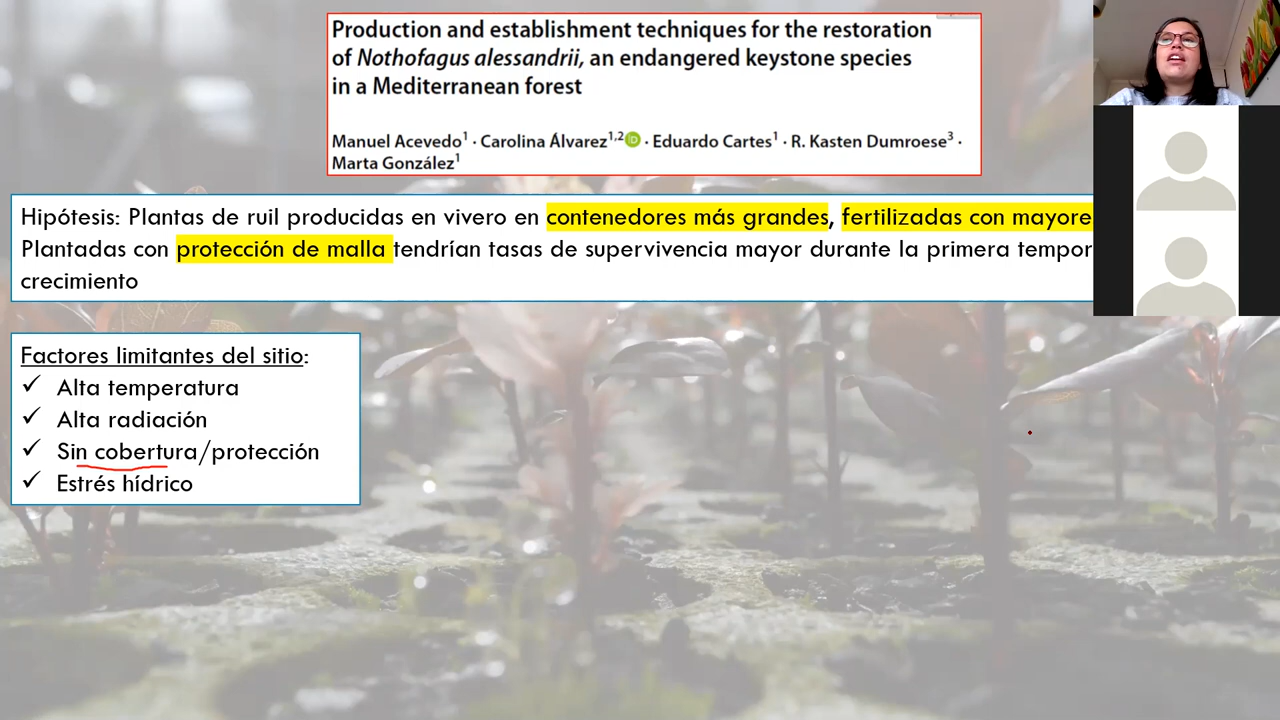 Production and establishment techniques for the restoration
of Nothofagus alessandrii, an endangered keystone species
in a Mediterranean forest
Manuel Acevedo1 · Carolina Álvarez1,2 · Eduardo Cartes1 · R. Kasten Dumroese3 ·
Marta González1
Hipótesis: Plantas de ruil producidas en vivero en contenedores más grandes, fertilizadas con mayore
Plantadas con protección de malla tendrían tasas de supervivencia mayor durante la primera tempor
crecimiento
Factores limitantes del sitio:
✓ Alta temperatura
✓ Alta radiación
✓ Sin cobertura/protección
✓ Estrés hídrico